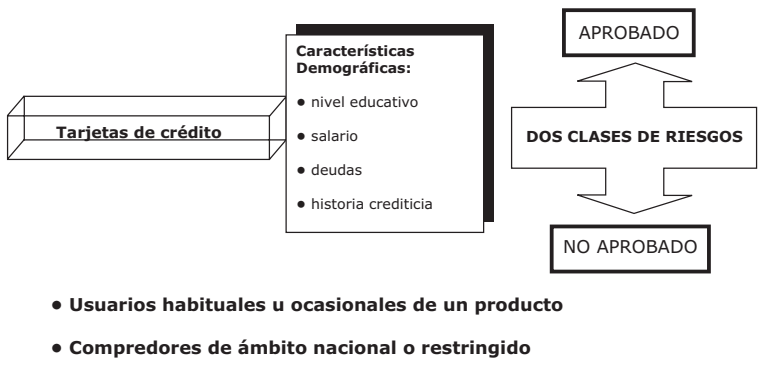 Tarjetas de crédito
Característícas
Demográficas:
• nivel educativo
• salario
• deudas
• historia crediticia
APROBADO
DOS CLASES DE RIESGOS
NO APROBADO
• Usuarios habituales u ocasionales de un producto
• Compredores de ámbito nacional o restringido